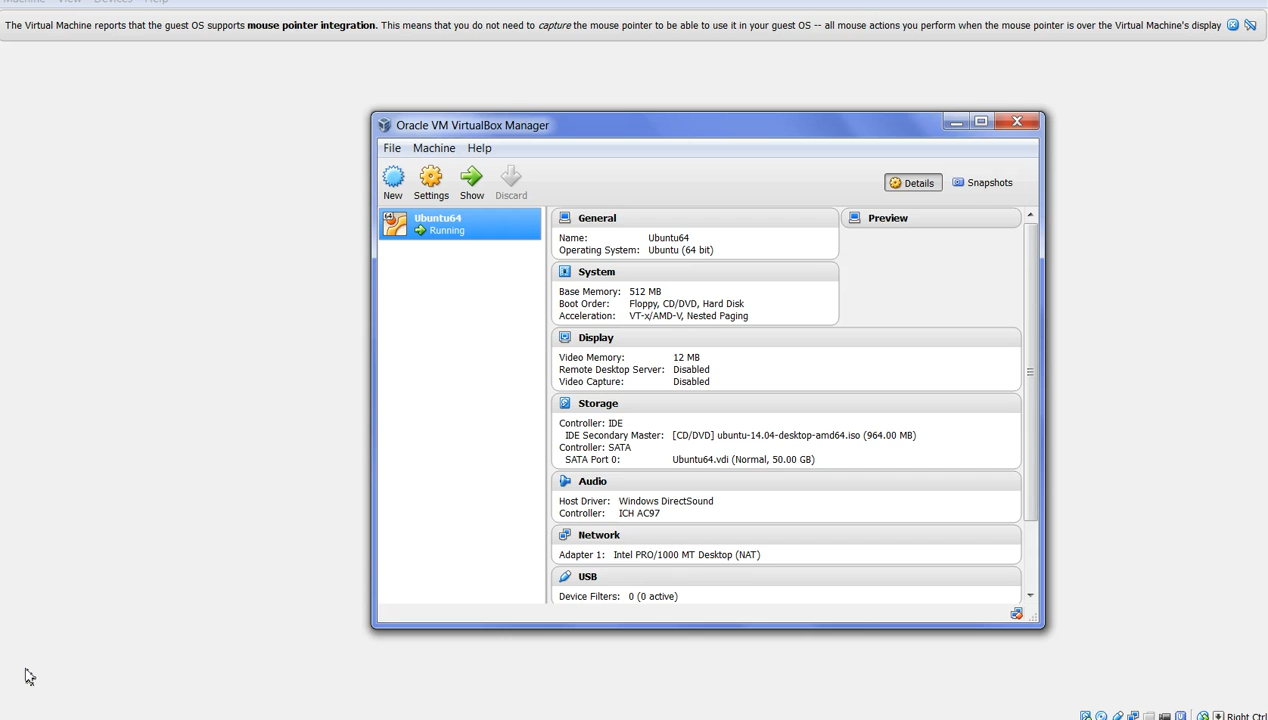 Machine View Devices Help
The Virtual Machine reports that the guest OS supports mouse pointer integration. This means that you do not need to capture the mouse pointer to be able to use it in your guest OS -- all mouse actions you perform when the mouse pointer is over the Virtual Machine's display
Oracle VM VirtualBox Manager
File Machine Help
New Settings Show Discard
Details Snapshots
Ubuntu64
Running
64
General
Name: Ubuntu64
Operating System: Ubuntu (64 bit)
Preview
System
Base Memory: 512 MB
Boot Order: Floppy, CD/DVD, Hard Disk
Acceleration: VT-x/AMD-V, Nested Paging
Display
Video Memory: 12 MB
Remote Desktop Server: Disabled
Video Capture: Disabled
Storage
Controller: IDE
IDE Secondary Master: [CD/DVD] ubuntu-14.04-desktop-amd64.iso (964.00 MB)
Controller: SATA
SATA Port 0: Ubuntu64.vdi (Normal, 50.00 GB)
Audio
Host Driver: Windows DirectSound
Controller: ICH AC97
Network
Adapter 1: Intel PRO/1000 MT Desktop (NAT)
USB
Device Filters: 0 (0 active)
Right Ctrl